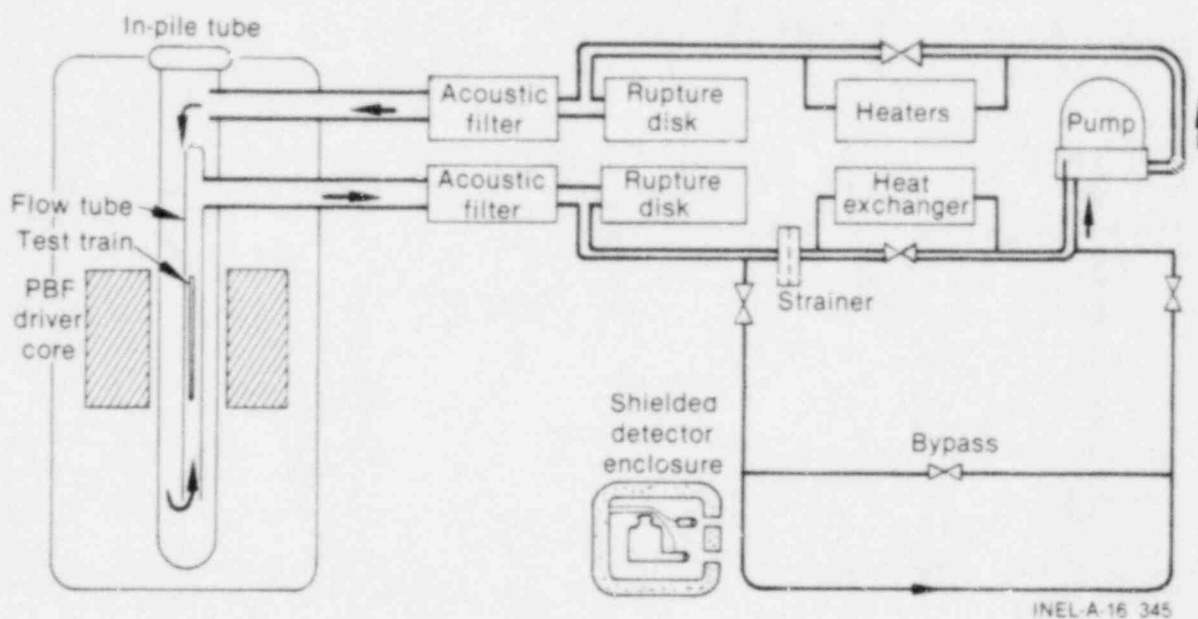 In-pile tube
Acoustic
filter
Rupture
disk
Heaters
Pump
Acoustic
filter
Rupture
disk
Heat
exchanger
Flow tube
Test train
PBF
driver
core
Strainer
Shielded
detector
enclosure
Bypass
INEL-A-16 345